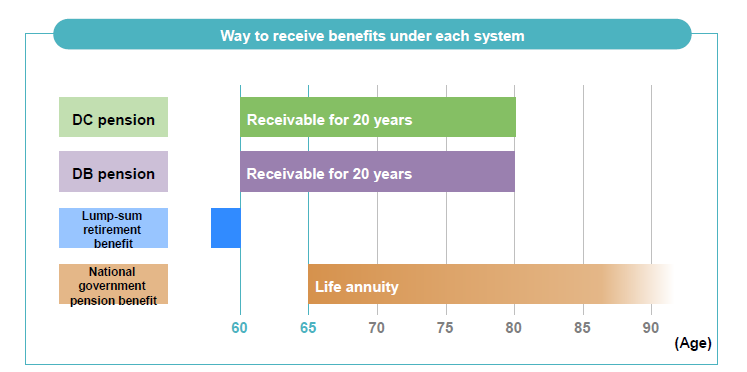 Way to receive benefits under each system
DC pension
Receivable for 20 years
DB pension
Receivable for 20 years
Lump-sum
retirement
benefit
National
government
pension benefit
Life annuity
60 65 70 75 80 85 90
(Age)